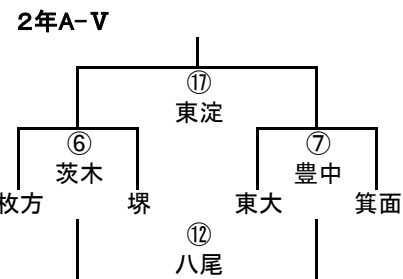 2年A-Ⅴ
⑰
東淀
⑥ ⑦
茨木 豊中
枚方 堺 東大 箕面
⑫
八尾